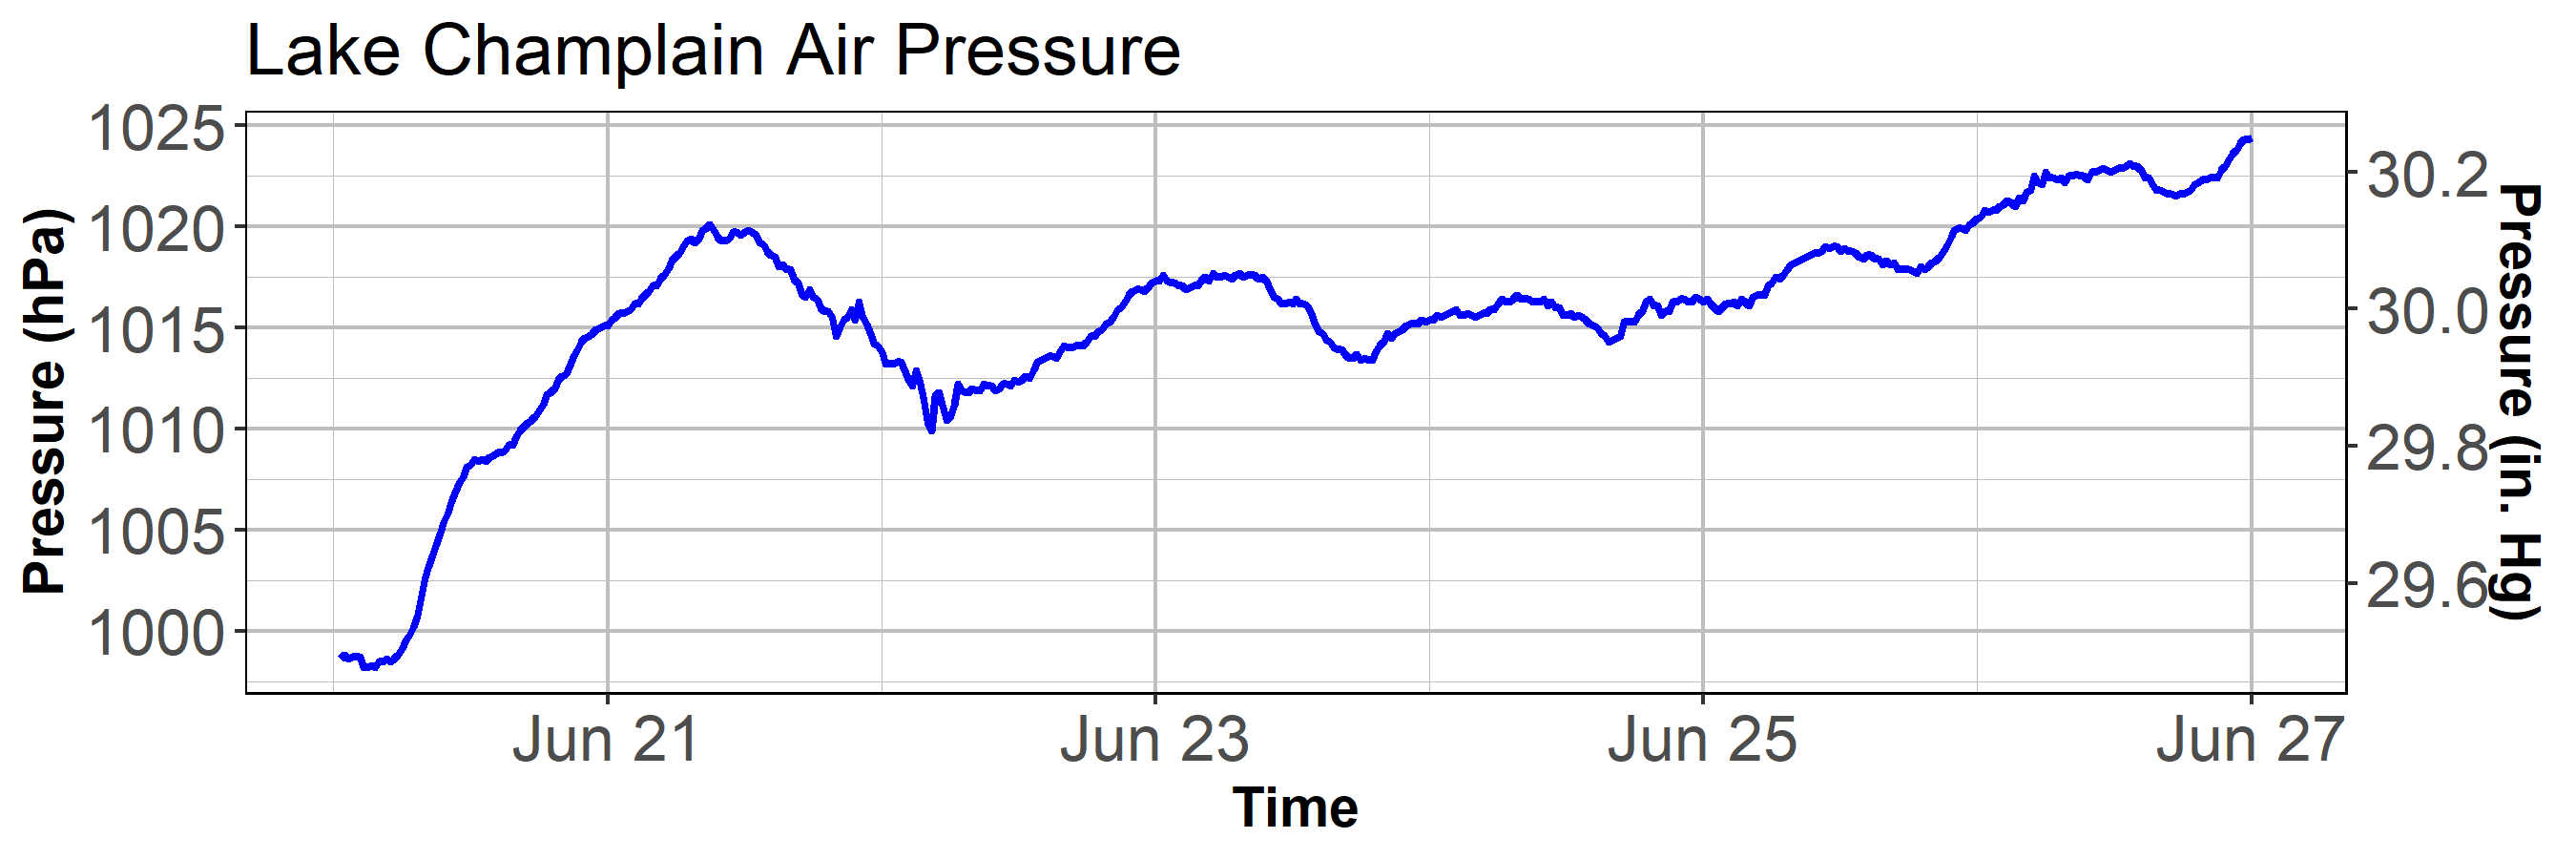 Lake Champlain Air Pressure
Pressure (hPa)
1025
1020
1015
1010
1005
1000
30.2
30.0
29.8
29.6
Pressure (in. Hg)
Jun 21
Jun 23
Jun 25
Jun 27
Time